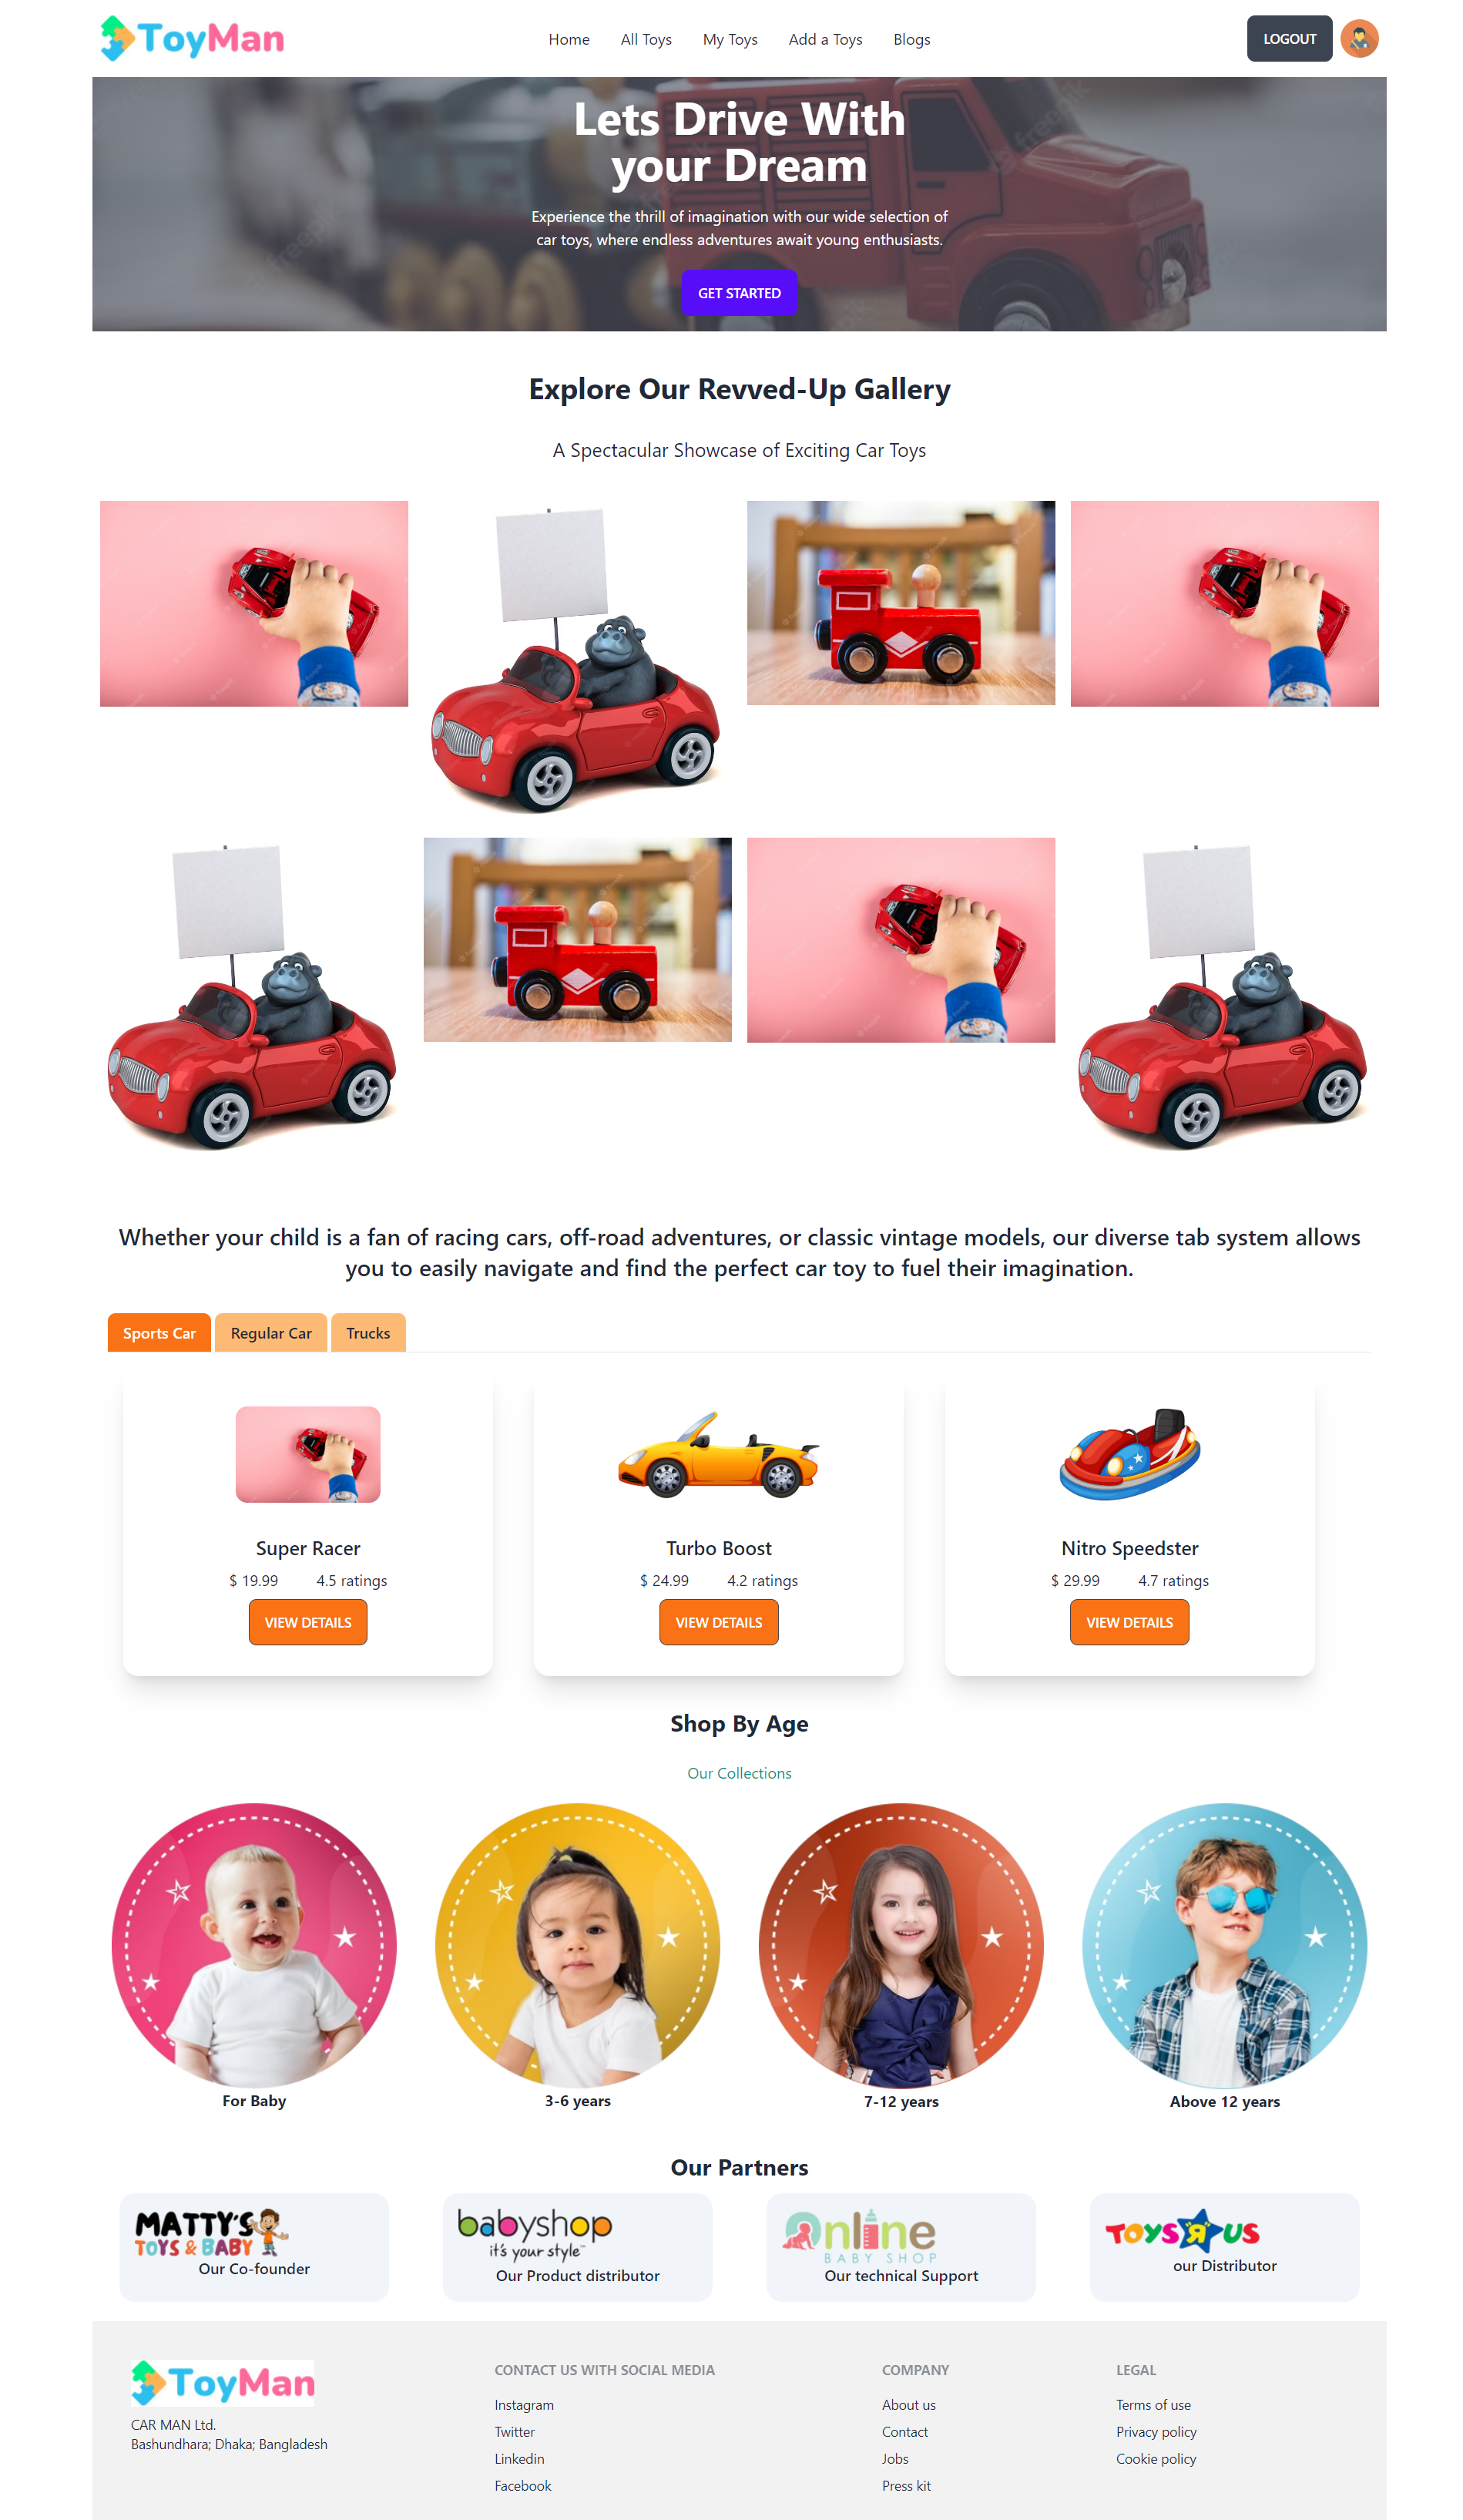 ToyMan
Home
All Toys
My Toys
Add a Toys
Blogs
LOGOUT
Lets Drive With
your Dream
Experience the thrill of imagination with our wide selection of
car toys, where endless adventures await young enthusiasts.
GET STARTED
Explore Our Revved-Up Gallery
A Spectacular Showcase of Exciting Car Toys
Whether your child is a fan of racing cars, off-road adventures, or classic vintage models, our diverse tab system allows
you to easily navigate and find the perfect car toy to fuel their imagination.
Sports Car
Regular Car
Trucks
Super Racer
$ 19.99 4.5 ratings
VIEW DETAILS
Turbo Boost
$ 24.99 4.2 ratings
VIEW DETAILS
Nitro Speedster
$ 29.99 4.7 ratings
VIEW DETAILS
Shop By Age
Our Collections
For Baby
3-6 years
7-12 years
Above 12 years
Our Partners
MATTY'S
TOYS & BABY
Our Co-founder
babyshop
it's your style™
Our Product distributor
Online
BABY SHOP
Our technical Support
TOYS R US
our Distributor
ToyMan
CAR MAN Ltd.
Bashundhara; Dhaka; Bangladesh
CONTACT US WITH SOCIAL MEDIA
Instagram
Twitter
Linkedin
Facebook
COMPANY
About us
Contact
Jobs
Press kit
LEGAL
Terms of use
Privacy policy
Cookie policy